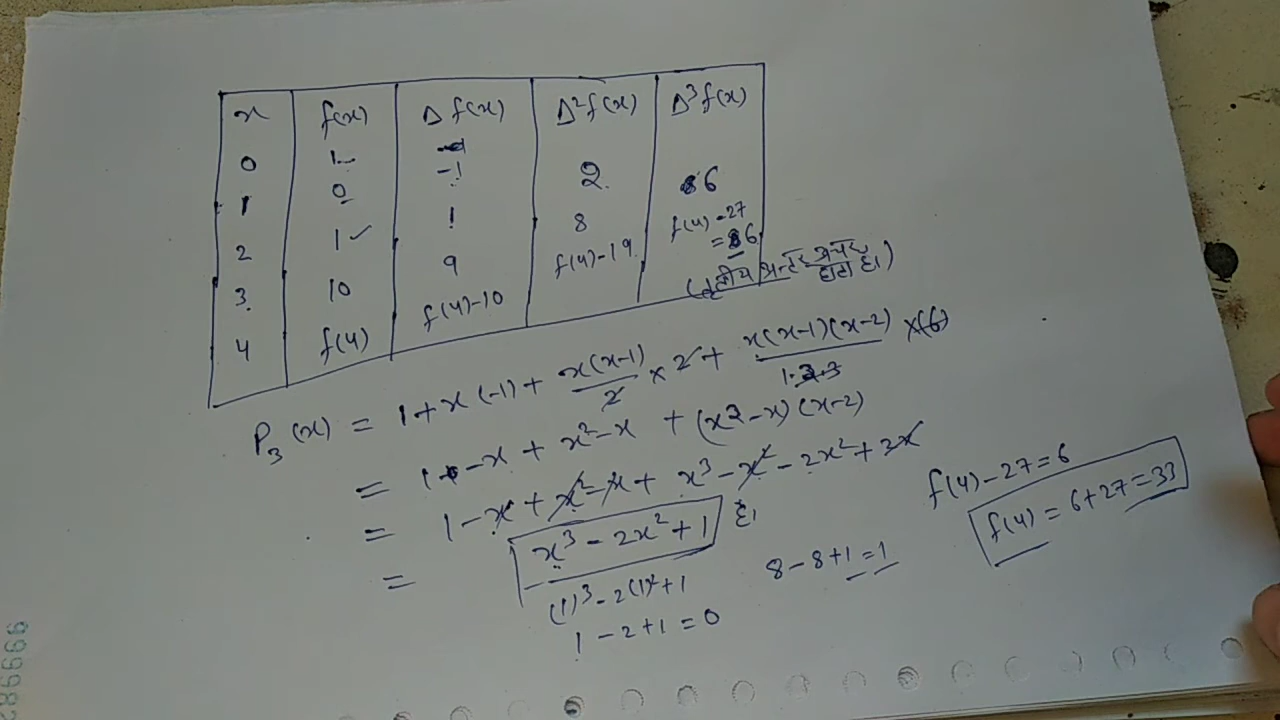 x f(x) Δf(x) Δ²f(x) Δ³f(x)
0 1 -1 2 6
1 0 1 8 f(4)-27
=6
2 1 9 f(4)-19
3 10 f(4)-10
4 f(4)
(तृतीय अन्तर अचर होता है।)
P₃(x) = 1+x(-1)+ x(x-1)/2 ×2+ x(x-1)(x-2)/1·2·3 ×(6)
= 1-x+x²-x +(x²-x)(x-2)
= 1-x+x²-x+ x³-x²-2x²+2x
= x³-2x²+1 है।
(1)³-2(1)²+1
1-2+1=0
8-8+1=1
f(4)-27=6
f(4)=6+27=33